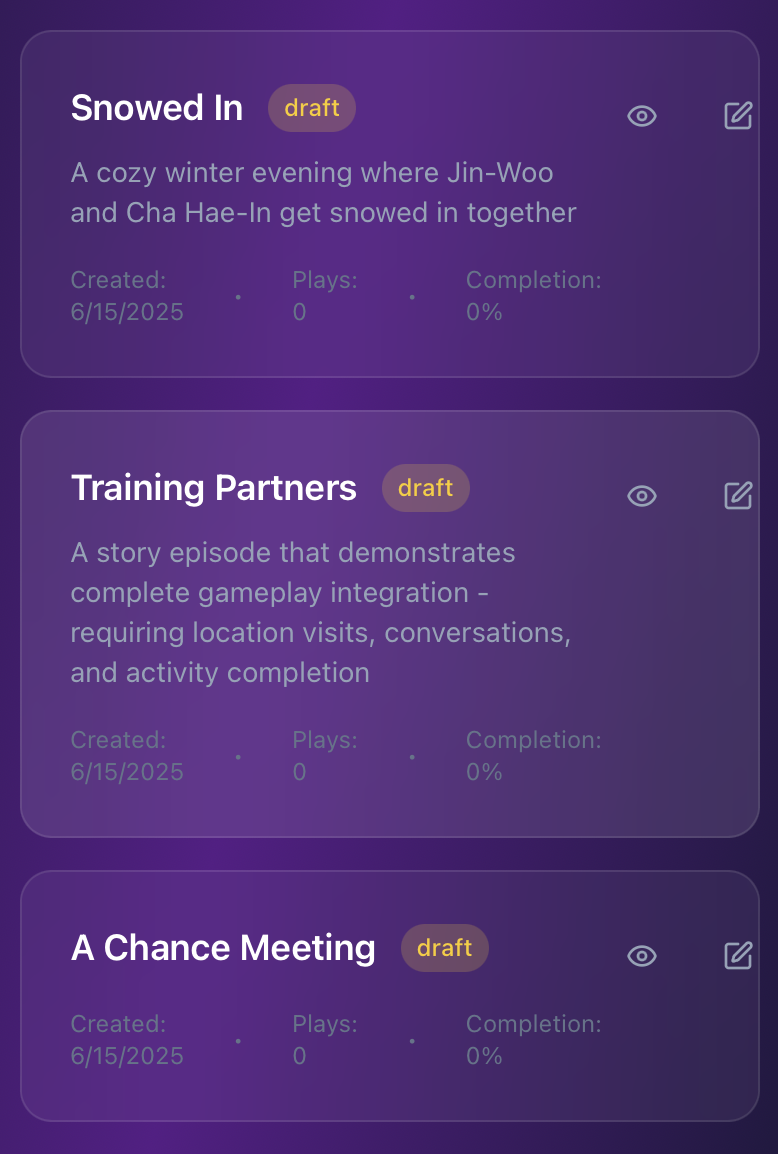 Snowed In draft
A cozy winter evening where Jin-Woo
and Cha Hae-In get snowed in together
Created: Plays: Completion:
6/15/2025 • 0 • 0%
Training Partners draft
A story episode that demonstrates
complete gameplay integration -
requiring location visits, conversations,
and activity completion
Created: Plays: Completion:
6/15/2025 • 0 • 0%
A Chance Meeting draft
Created: Plays: Completion:
6/15/2025 • 0 • 0%